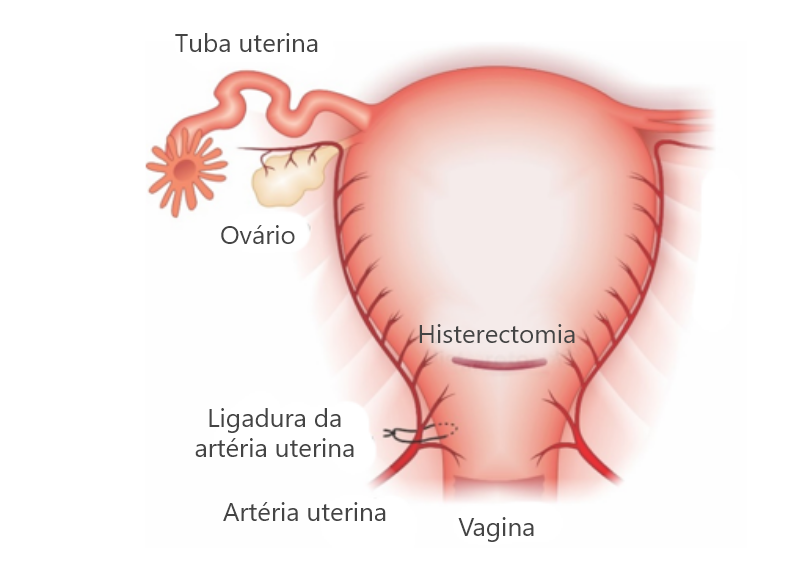 Tuba uterina
Ovário
Histerectomia
Ligadura da
artéria uterina
Artéria uterina
Vagina